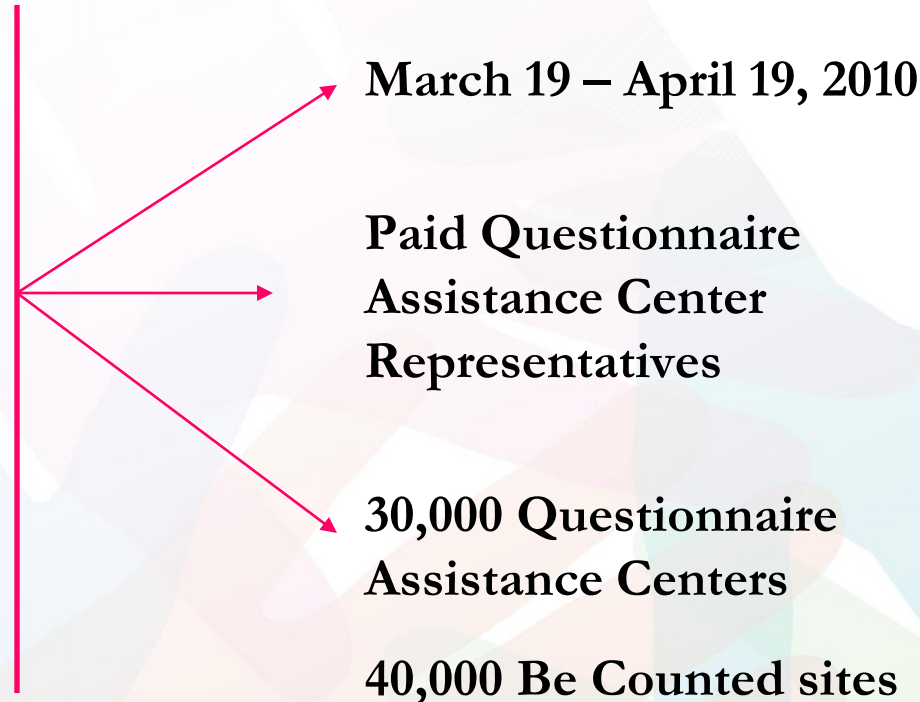 March 19 – April 19, 2010
Paid Questionnaire
Assistance Center
Representatives
30,000 Questionnaire
Assistance Centers
40,000 Be Counted sites